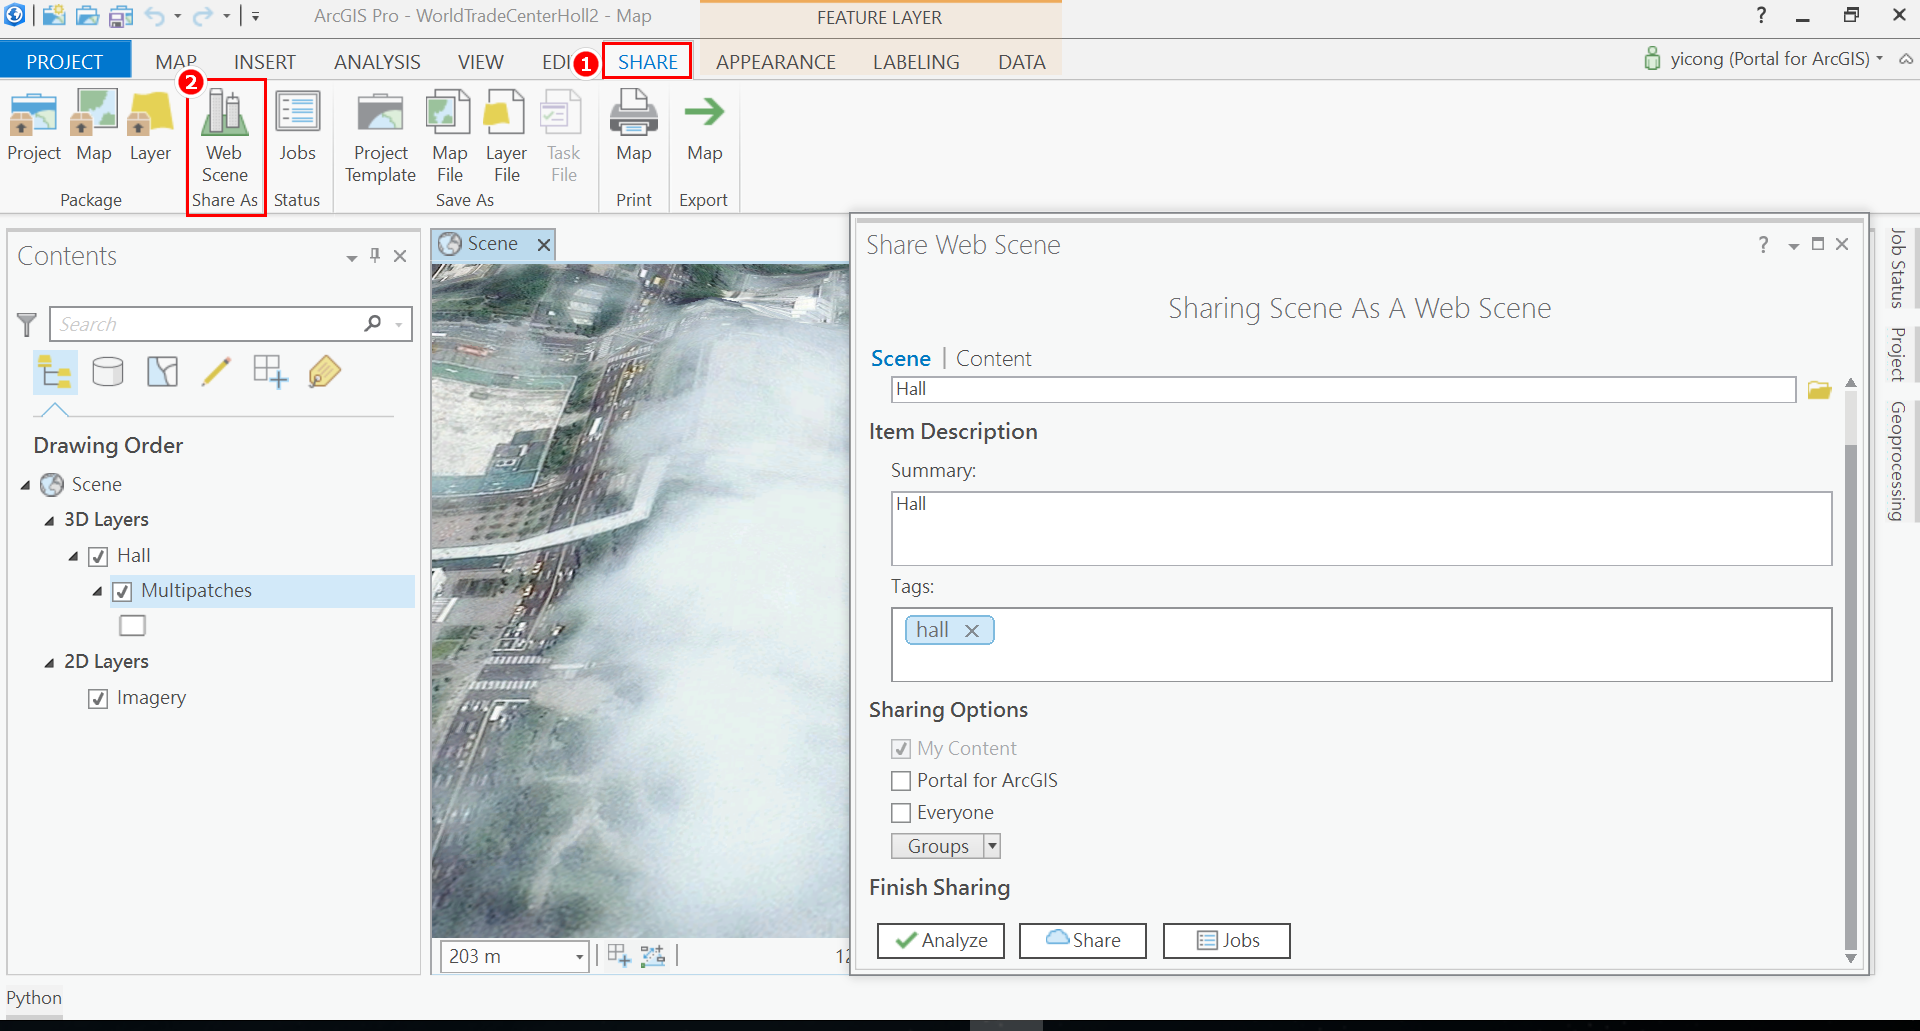 ArcGIS Pro - WorldTradeCenterHoll2 - Map
FEATURE LAYER
?
PROJECT MAP INSERT ANALYSIS VIEW EDI 1 SHARE APPEARANCE LABELING DATA
yicong (Portal for ArcGIS)
2
Project Map Layer
Package
Web Scene
Share As
Jobs
Status
Project Template
Map File
Layer File
Task File
Save As
Map
Print
Map
Export
Contents
Search
Drawing Order
Scene
3D Layers
Hall
Multipatches
2D Layers
Imagery
Scene
203 m
12
Share Web Scene
?
Sharing Scene As A Web Scene
Scene | Content
Hall
Item Description
Summary:
Hall
Tags:
hall
Sharing Options
My Content
Portal for ArcGIS
Everyone
Groups
Finish Sharing
Analyze Share Jobs
Job Status
Project
Geoprocessing
Python